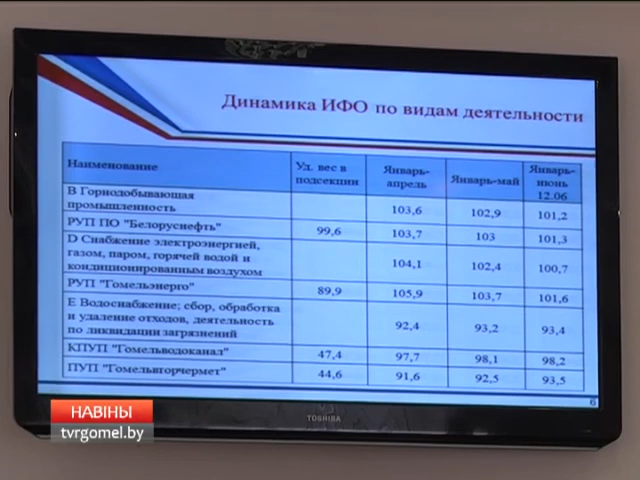 Динамика ИФО по видам деятельности
Наименование
Уд. вес в
подсекции
Январь-
апрель
Январь-май
Январь-
июнь
12.06
В Горнодобывающая
промышленность
103,6
102,9
101,2
РУП ПО "Белоруснефть"
99,6
103,7
103
101,3
D Снабжение электроэнергией,
газом, паром, горячей водой и
кондиционированным воздухом
104,1
102,4
100,7
РУП "Гомельэнерго"
89,9
105,9
103,7
101,6
Е Водоснабжение; сбор, обработка
и удаление отходов, деятельность
по ликвидации загрязнений
92,4
93,2
93,4
КПУП "Гомельводоканал"
47,4
97,7
98,1
98,2
ПУП "Гомельвторчермет"
44,6
91,6
92,5
93,5
6
TOSHIBA
НАВІНЫ
tvrgomel.by